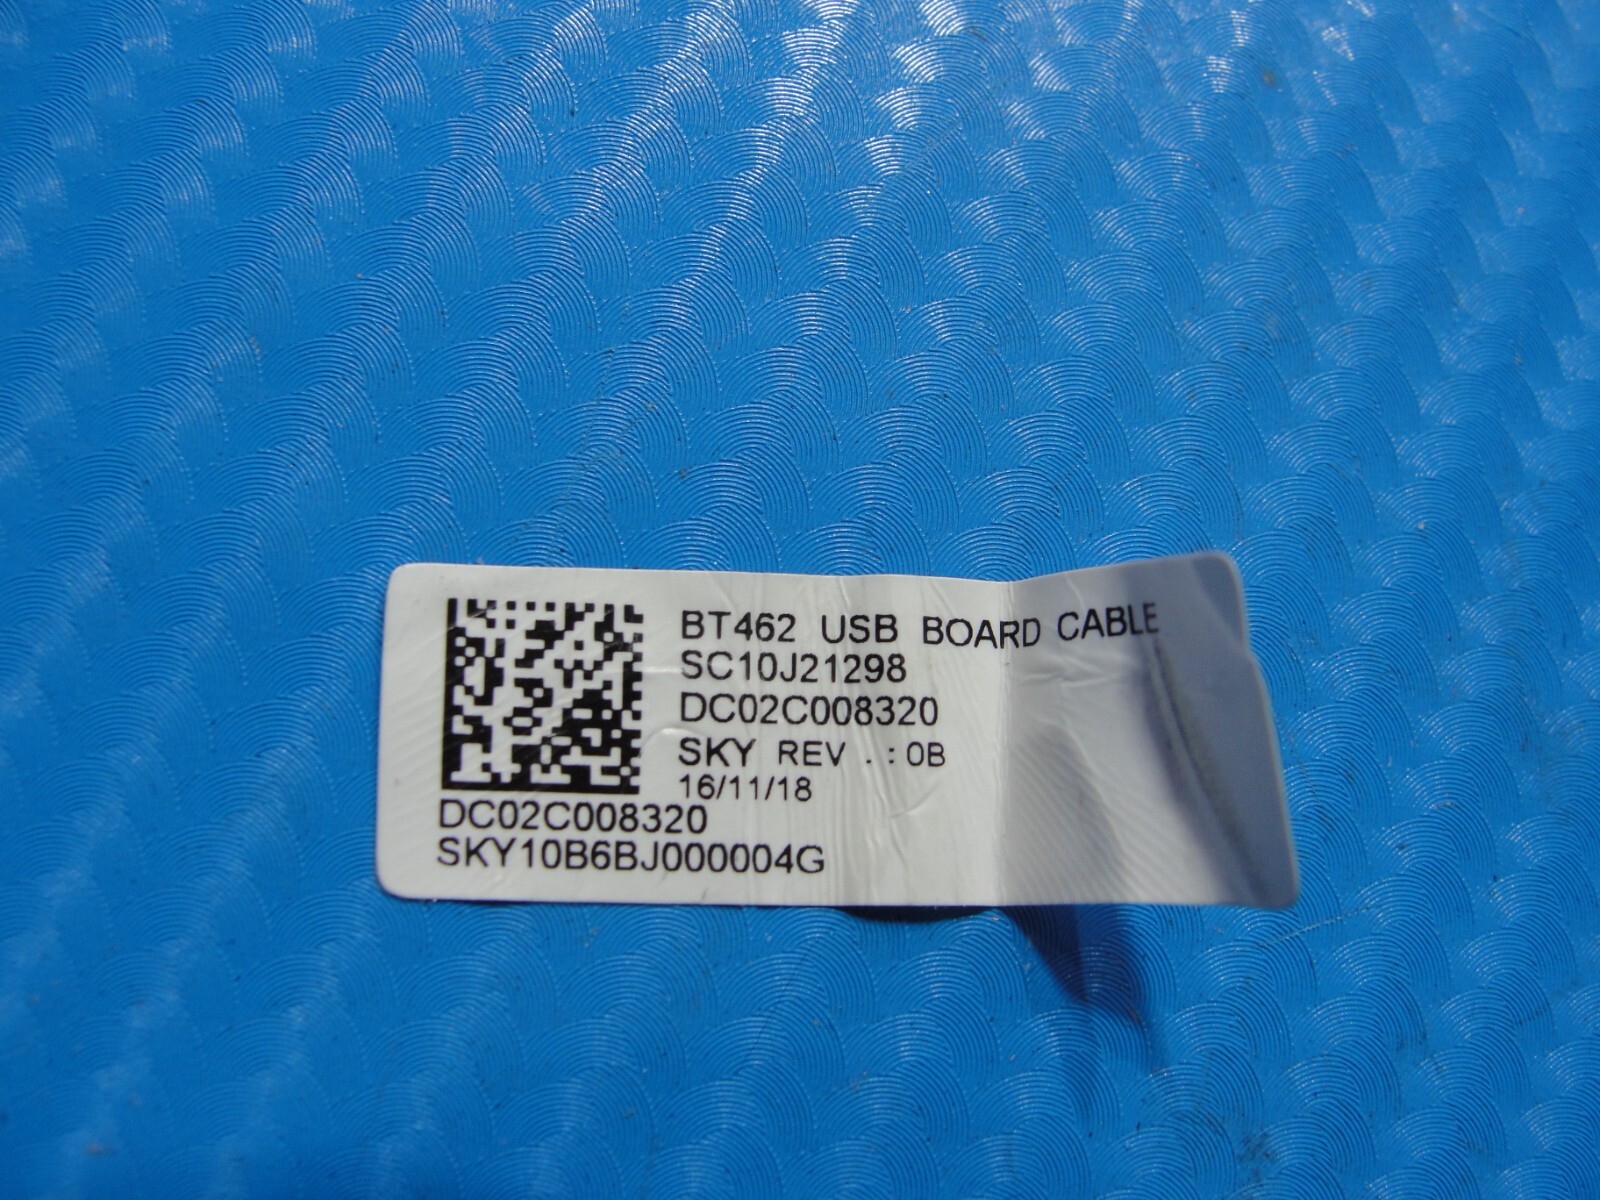 BT462 USB BOARD CABLE
SC10J21298
DC02C008320
SKY REV . : 0B
16/11/18
DC02C008320
SKY10B6BJ000004G